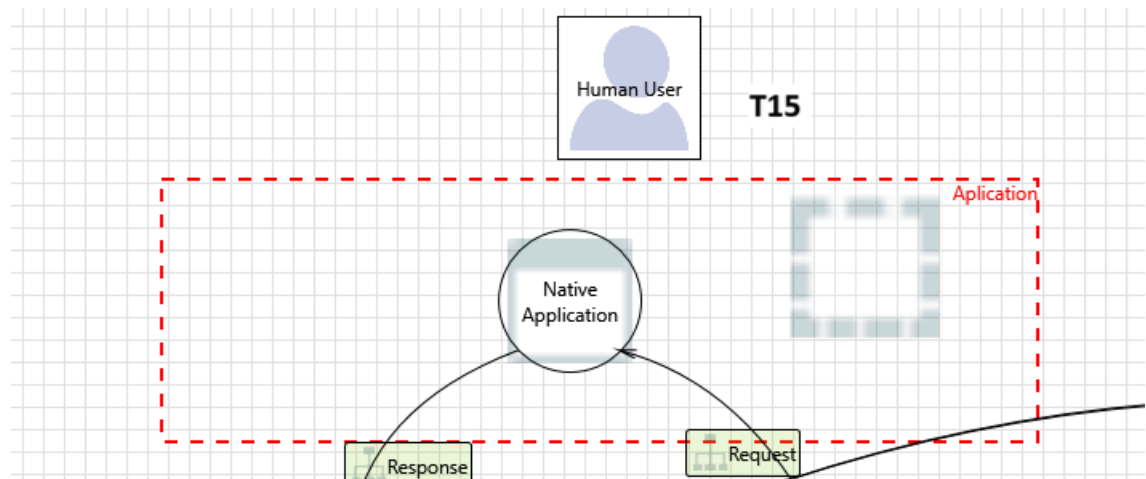 Human User
T15
Aplication
Native
Application
Request
Response